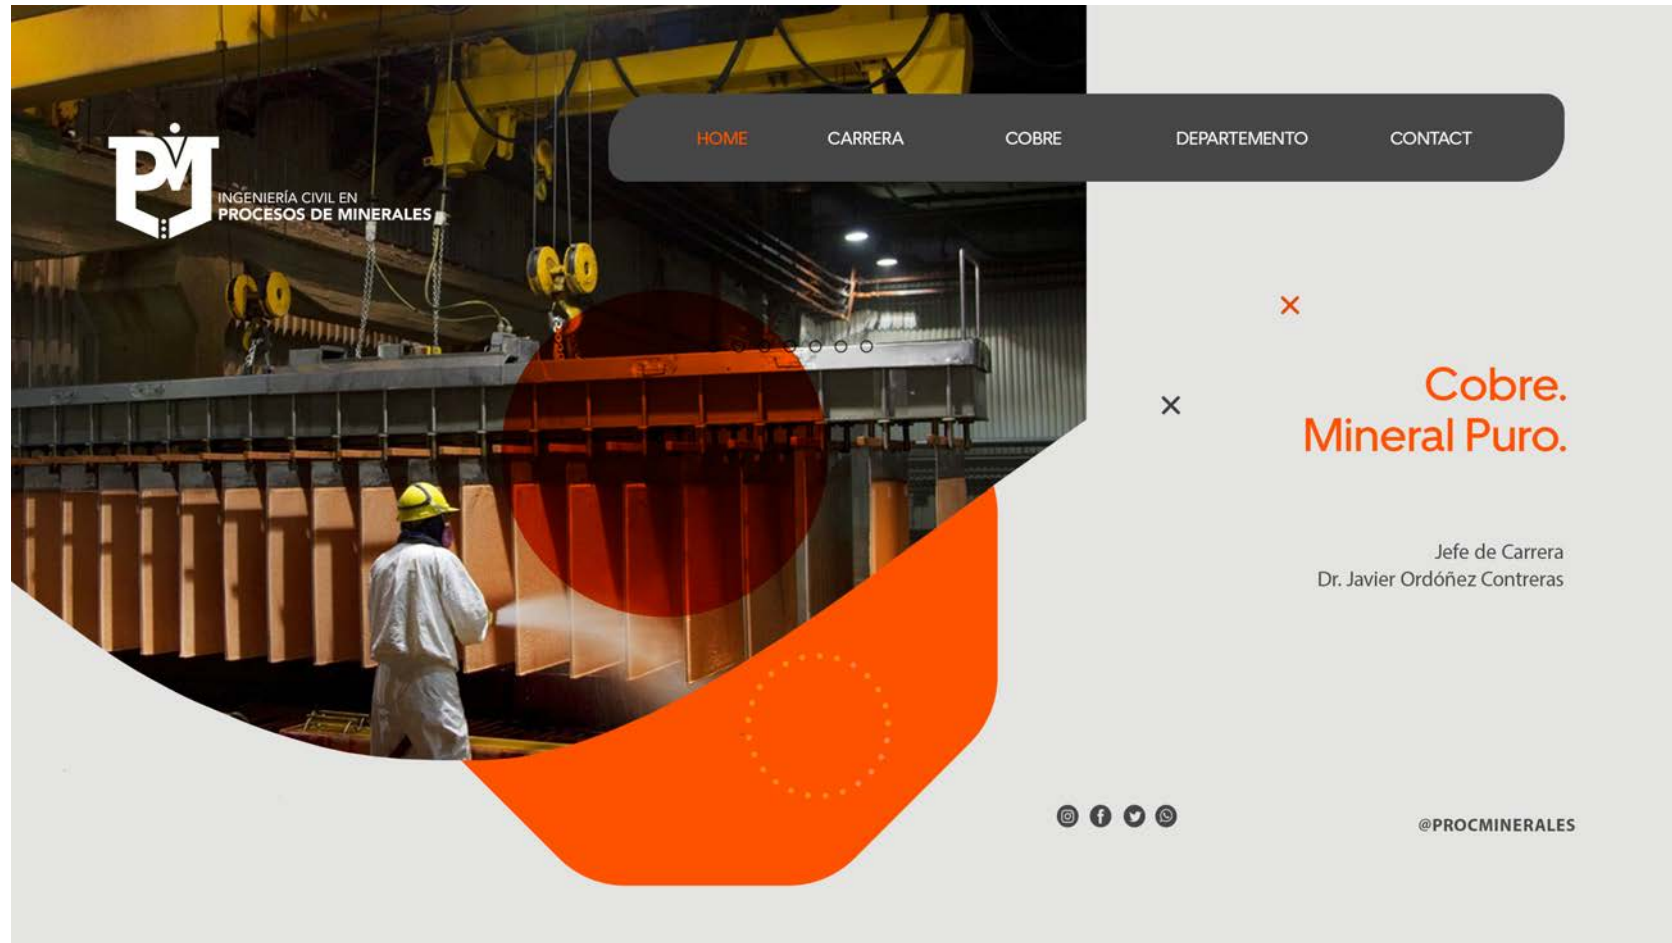 HOME CARRERA COBRE DEPARTEMENTO CONTACT
PM
INGENIERÍA CIVIL EN
PROCESOS DE MINERALES
Cobre.
Mineral Puro.
Jefe de Carrera
Dr. Javier Ordóñez Contreras
@PROCMINERALES